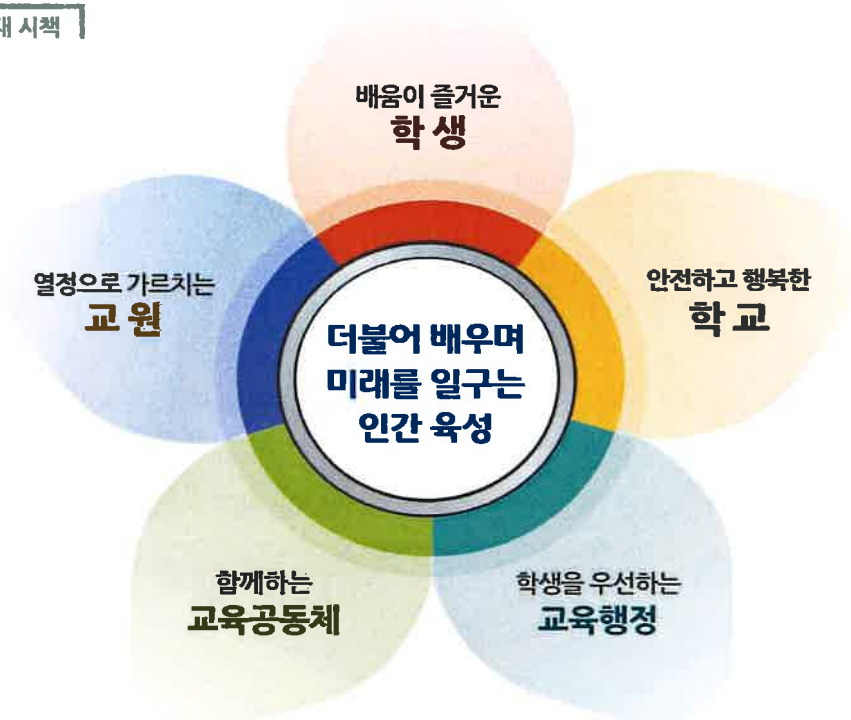 시책
배움이 즐거운
학생
열정으로 가르치는
교원
안전하고 행복한
학교
더불어 배우며
미래를 일구는
인간 육성
함께하는
교육공동체
학생을 우선하는
교육행정